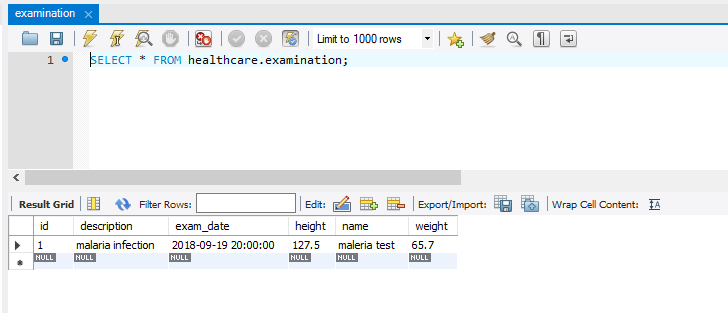 examination
Limit to 1000 rows
1 SELECT * FROM healthcare.examination;
Result Grid Filter Rows: Edit: Export/Import: Wrap Cell Content: IA
id description exam_date height name weight
1 malaria infection 2018-09-19 20:00:00 127.5 maleria test 65.7
NULL NULL NULL NULL NULL NULL